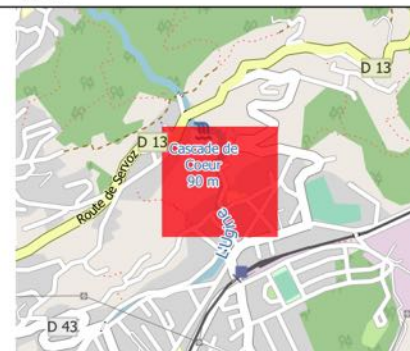 D 13
D 13
Cascade de
Coeur
90 m
Route de Servoz
L'Ugine
D 43